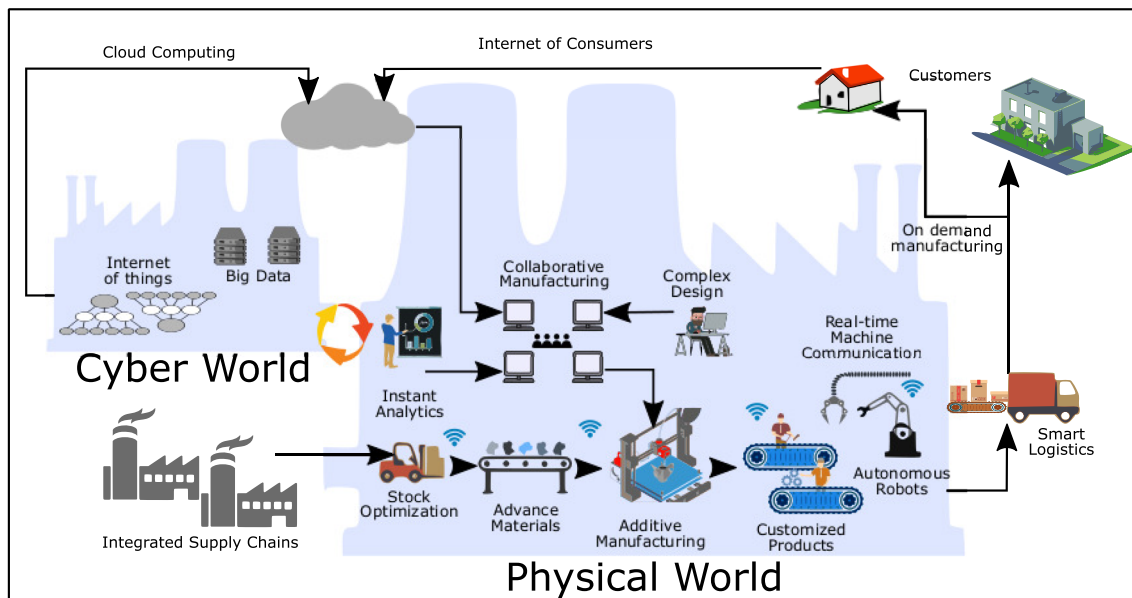 Cloud Computing
Internet of Consumers
Customers
On demand
manufacturing
Internet
of things
Big Data
Collaborative
Manufacturing
Complex
Design
Real-time
Machine
Communication
Cyber World
Instant
Analytics
Smart
Logistics
Stock
Optimization
Advance
Materials
Additive
Manufacturing
Customized
Products
Autonomous
Robots
Integrated Supply Chains
Physical World